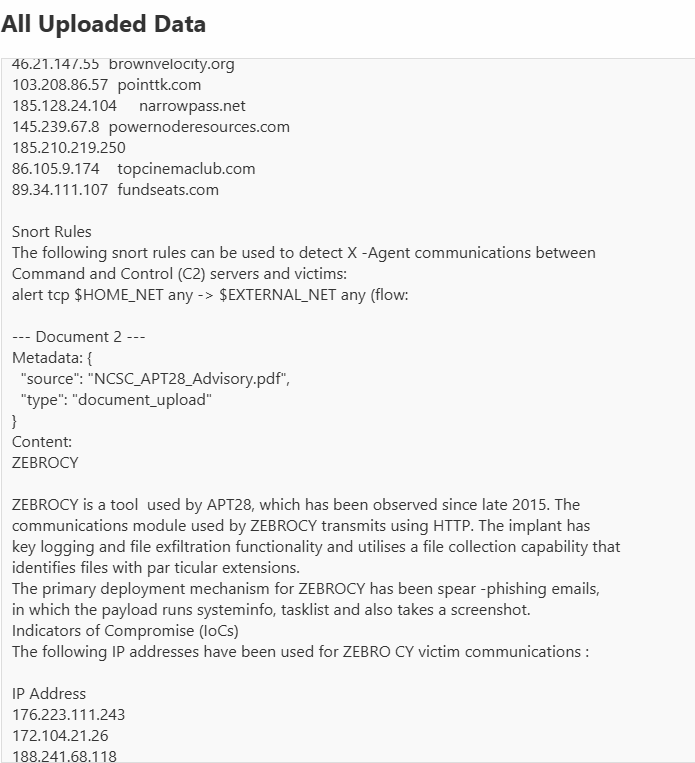 All Uploaded Data
46.21.147.55 brownvelocity.org
103.208.86.57 pointtk.com
185.128.24.104 narrowpass.net
145.239.67.8 powernoderesources.com
185.210.219.250
86.105.9.174 topcinemaclub.com
89.34.111.107 fundseats.com
Snort Rules
The following snort rules can be used to detect X -Agent communications between
Command and Control (C2) servers and victims:
alert tcp $HOME_NET any -> $EXTERNAL_NET any (flow:
--- Document 2 ---
Metadata: {
"source": "NCSC_APT28_Advisory.pdf",
"type": "document_upload"
}
Content:
ZEBROCY
ZEBROCY is a tool used by APT28, which has been observed since late 2015. The
communications module used by ZEBROCY transmits using HTTP. The implant has
key logging and file exfiltration functionality and utilises a file collection capability that
identifies files with par ticular extensions.
The primary deployment mechanism for ZEBROCY has been spear -phishing emails,
in which the payload runs systeminfo, tasklist and also takes a screenshot.
Indicators of Compromise (IoCs)
The following IP addresses have been used for ZEBRO CY victim communications :
IP Address
176.223.111.243
172.104.21.26
188.241.68.118